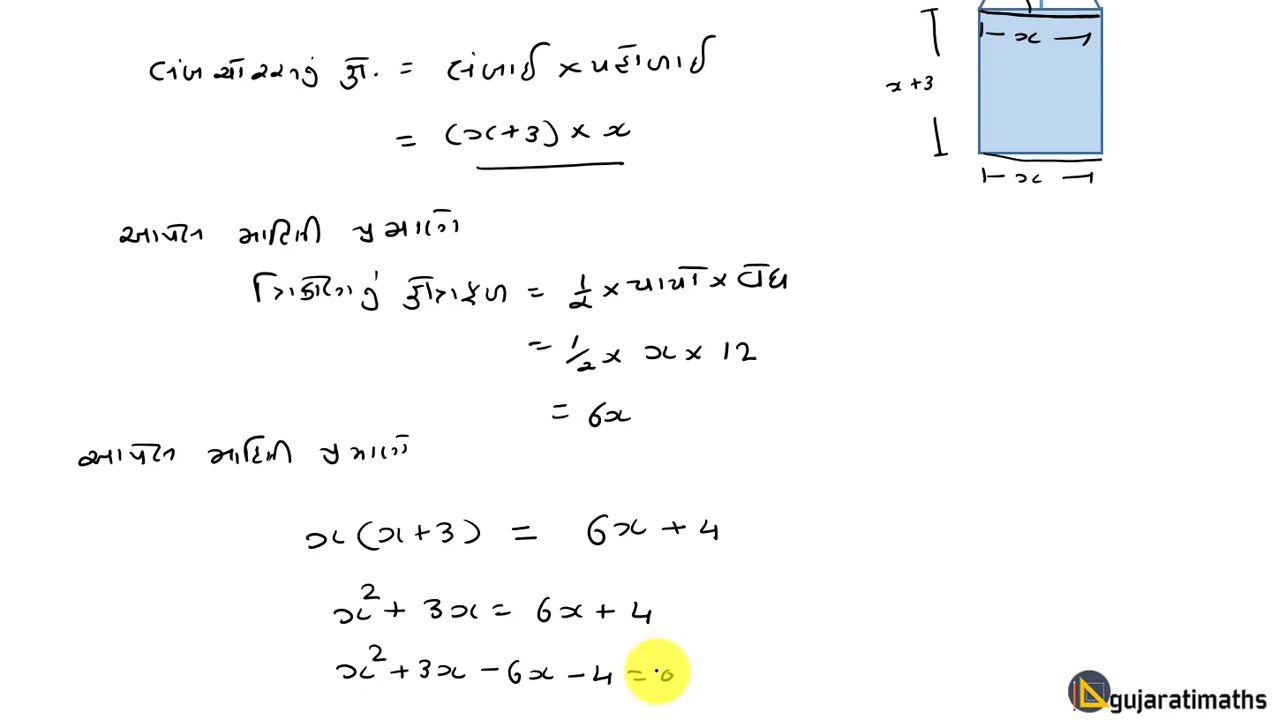 લંબચોરસનું ક્ષે. = લંબાઈ × પહોળાઈ
= (x+3) × x
આપેલ માહિતી પ્રમાણે
ત્રિકોણનું ક્ષેત્રફળ = 1/2 × પાયો × વેધ
= 1/2 × x × 12
= 6x
આપેલ માહિતી પ્રમાણે
x(x+3) = 6x + 4
x² + 3x = 6x + 4
x² + 3x - 6x - 4 = 0
x
x+3
x
gujaratimaths